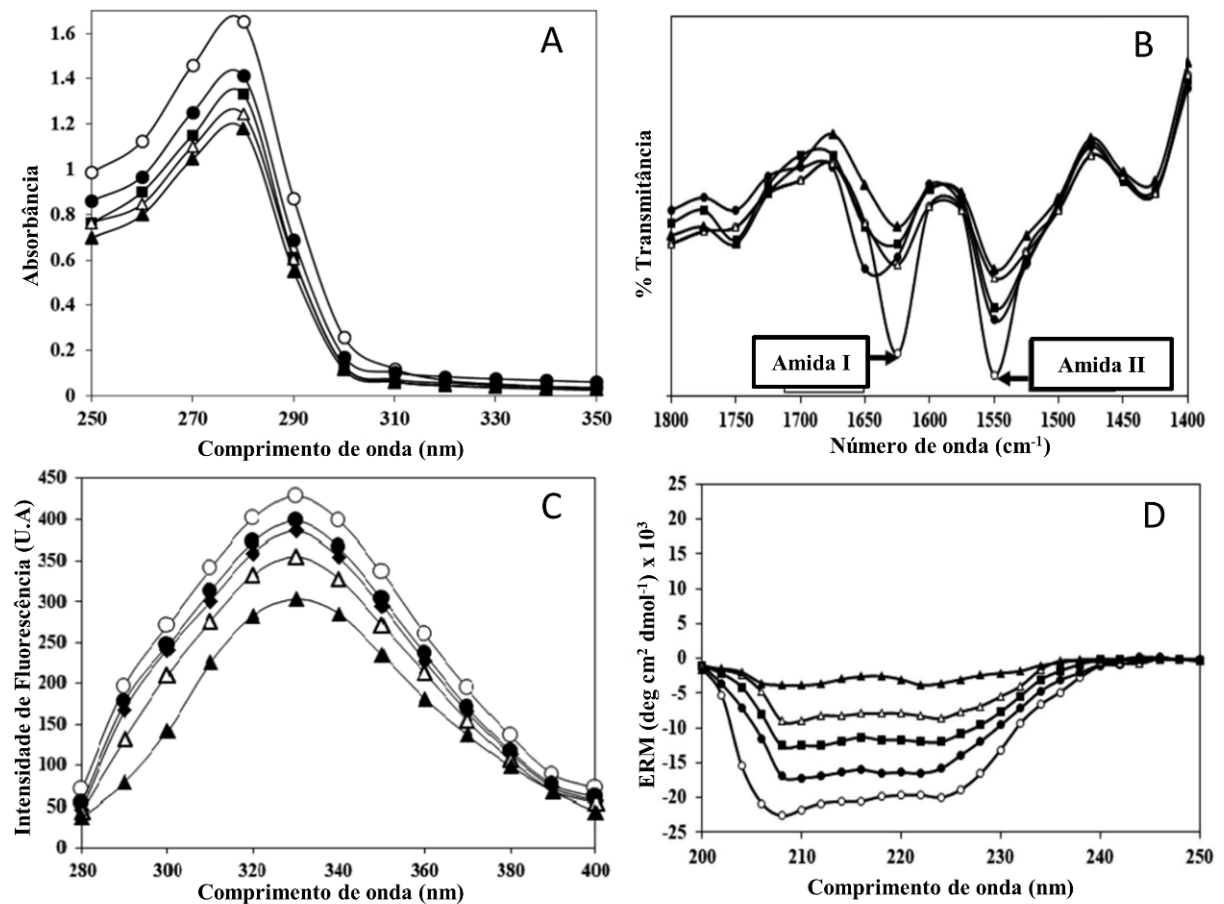 A
Absorbância
1.6
1.4
1.2
1
0.8
0.6
0.4
0.2
0
250 270 290 310 330 350
Comprimento de onda (nm)
B
% Transmitância
Amida I
Amida II
1800 1750 1700 1650 1600 1550 1500 1450 1400
Número de onda (cm-1)
C
Intensidade de Fluorescência (U.A)
450
400
350
300
250
200
150
100
50
0
280 300 320 340 360 380 400
Comprimento de onda (nm)
D
ERM (deg cm2 dmol-1) x 103
25
20
15
10
5
0
-5
-10
-15
-20
-25
200 210 220 230 240 250
Comprimento de onda (nm)